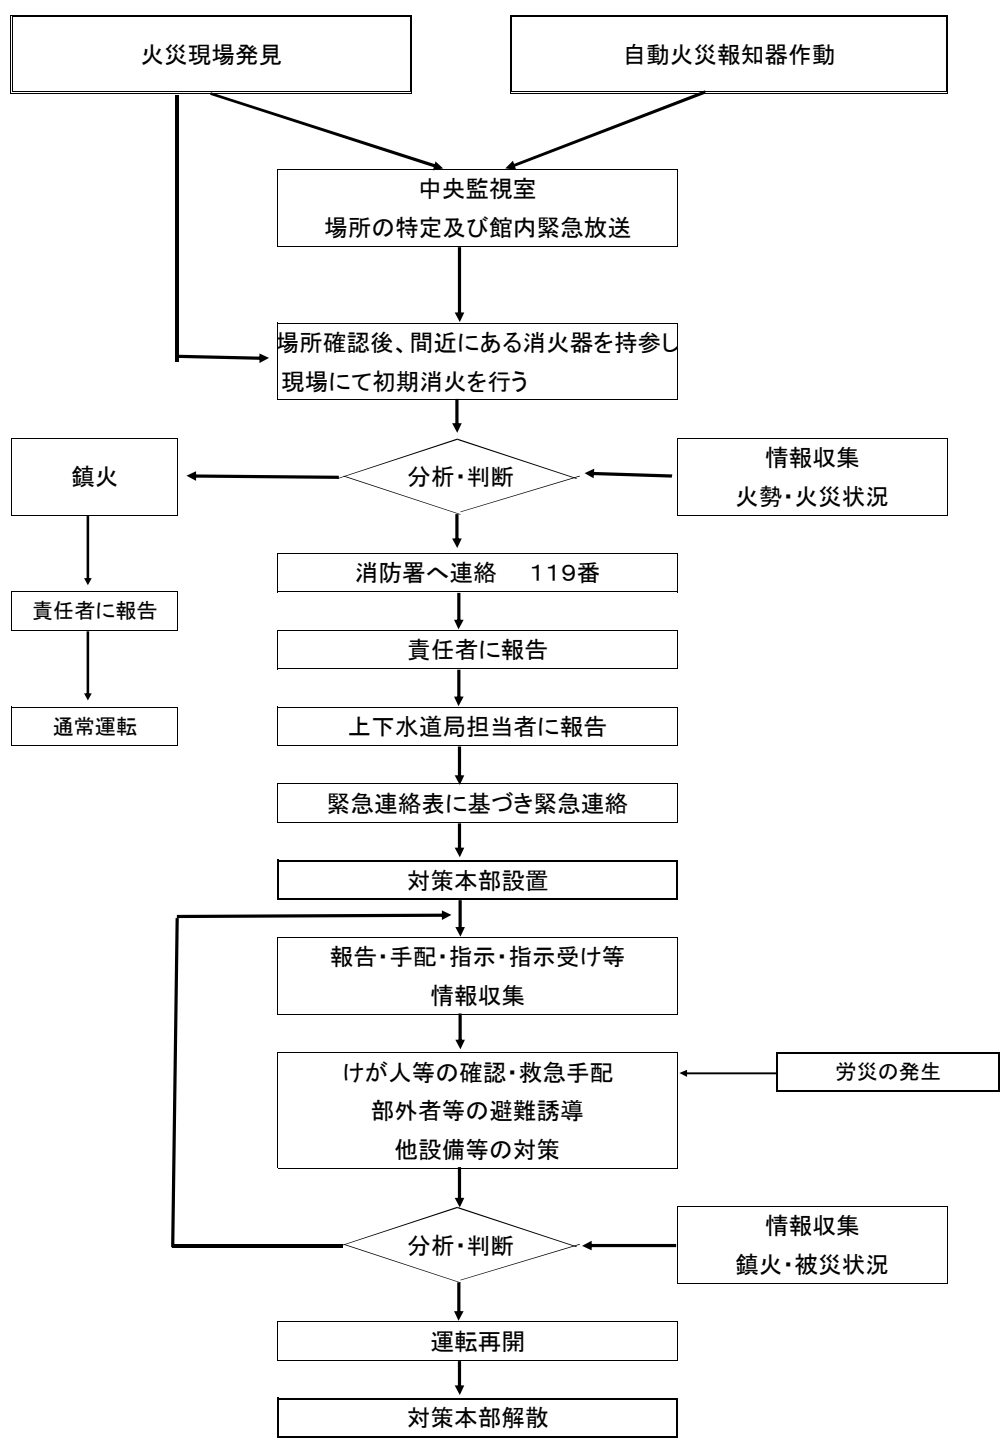 火災現場発見
自動火災報知器作動
中央監視室
場所の特定及び館内緊急放送
場所確認後、間近にある消火器を持参し
現場にて初期消火を行う
鎮火
分析・判断
情報収集
火勢・火災状況
消防署へ連絡　119番
責任者に報告
責任者に報告
通常運転
上下水道局担当者に報告
緊急連絡表に基づき緊急連絡
対策本部設置
報告・手配・指示・指示受け等
情報収集
けが人等の確認・救急手配
部外者等の避難誘導
他設備等の対策
労災の発生
分析・判断
情報収集
鎮火・被災状況
運転再開
対策本部解散